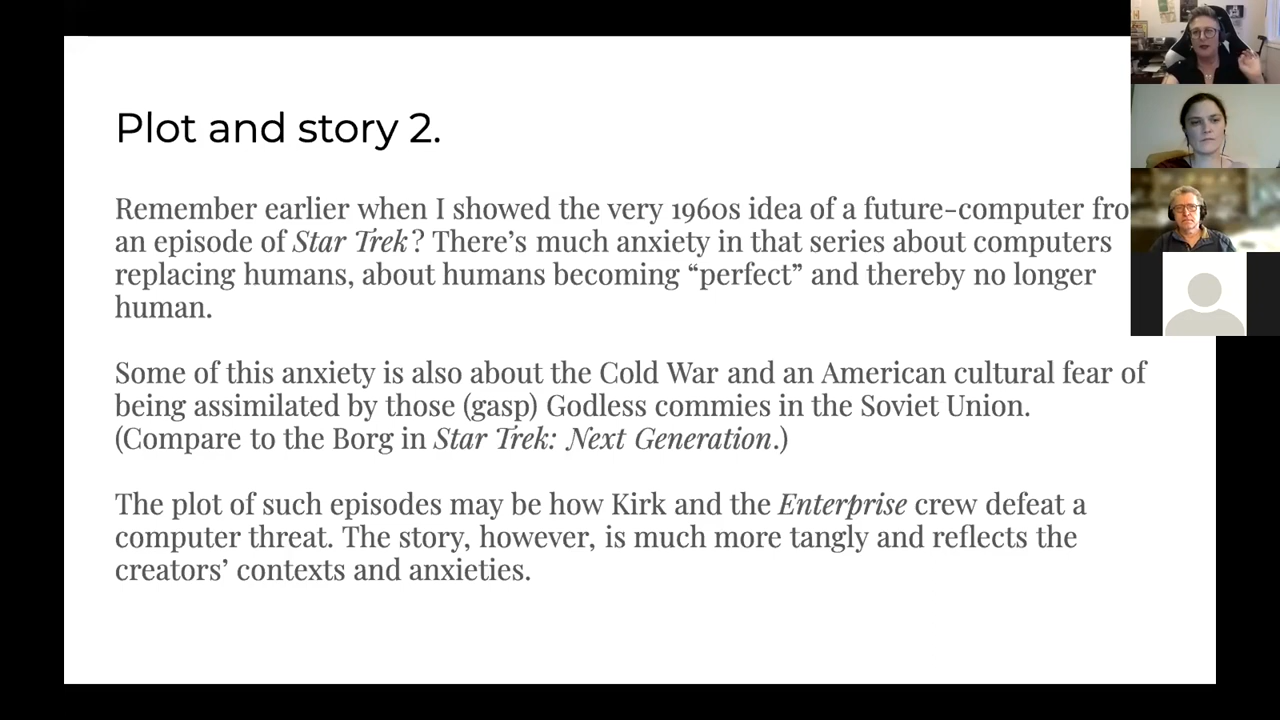 Plot and story 2.
Remember earlier when I showed the very 1960s idea of a future-computer fro
an episode of Star Trek? There’s much anxiety in that series about computers
replacing humans, about humans becoming “perfect” and thereby no longer
human.
Some of this anxiety is also about the Cold War and an American cultural fear of
being assimilated by those (gasp) Godless commies in the Soviet Union.
(Compare to the Borg in Star Trek: Next Generation.)
The plot of such episodes may be how Kirk and the Enterprise crew defeat a
computer threat. The story, however, is much more tangly and reflects the
creators’ contexts and anxieties.